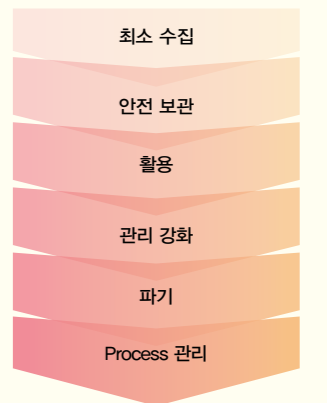 최소 수집
안전 보관
활용
관리 강화
파기
Process 관리